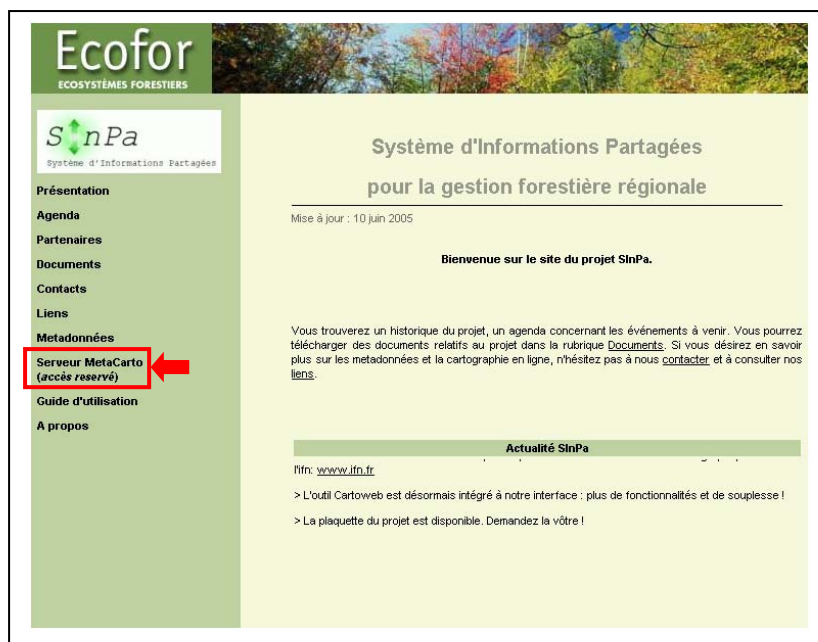 Ecofor
ECOSYSTÈMES FORESTIERS
SInPa
Système d'Informations Partagées
Présentation
Agenda
Partenaires
Documents
Contacts
Liens
Metadonnées
Serveur MetaCarto
(accès reservé)
Guide d'utilisation
A propos
Système d'Informations Partagées
pour la gestion forestière régionale
Mise à jour : 10 juin 2005
Bienvenue sur le site du projet SInPa.
Vous trouverez un historique du projet, un agenda concernant les événements à venir. Vous pourrez
télécharger des documents relatifs au projet dans la rubrique Documents. Si vous désirez en savoir
plus sur les metadonnées et la cartographie en ligne, n'hésitez pas à nous contacter et à consulter nos
liens.
Actualité SInPa
l'ifn: www.ifn.fr
> L'outil Cartoweb est désormais intégré à notre interface : plus de fonctionnalités et de souplesse !
> La plaquette du projet est disponible. Demandez la vôtre !